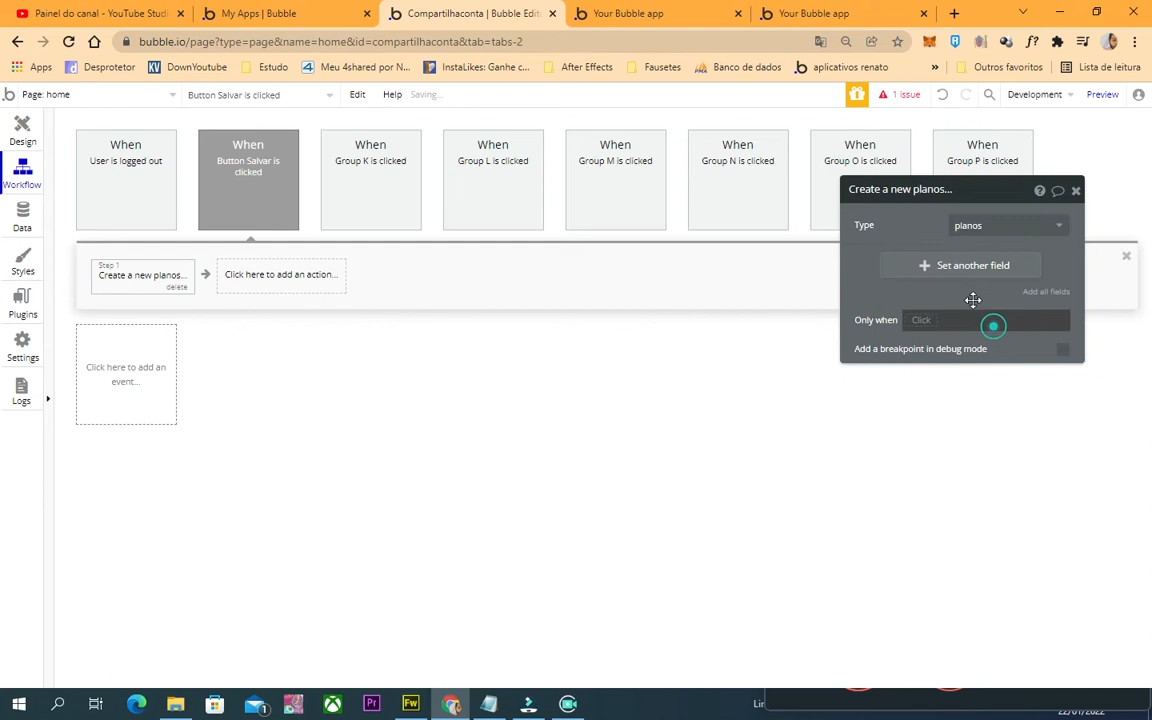 Painel do canal - YouTube Studi
My Apps | Bubble
Compartilhaconta | Bubble Edito
Your Bubble app
Your Bubble app
bubble.io/page?type=page&name=home&id=compartilhaconta&tab=tabs-2
Apps
Desprotetor
DownYoutube
Estudo
Meu 4shared por N...
InstaLikes: Ganhe c...
After Effects
Fausetes
Banco de dados
aplicativos renato
»
Outros favoritos
Lista de leitura
Page: home
Button Salvar is clicked
Edit
Help
Saving...
1 issue
Development
Preview
Design
Workflow
Data
Styles
Plugins
Settings
Logs
When
User is logged out
When
Button Salvar is
clicked
When
Group K is clicked
When
Group L is clicked
When
Group M is clicked
When
Group N is clicked
When
Group O is clicked
When
Group P is clicked
Step 1
Create a new planos...
delete
Click here to add an action...
Click here to add an
event...
Create a new planos...
Type
planos
Set another field
Add all fields
Only when
Click
Add a breakpoint in debug mode